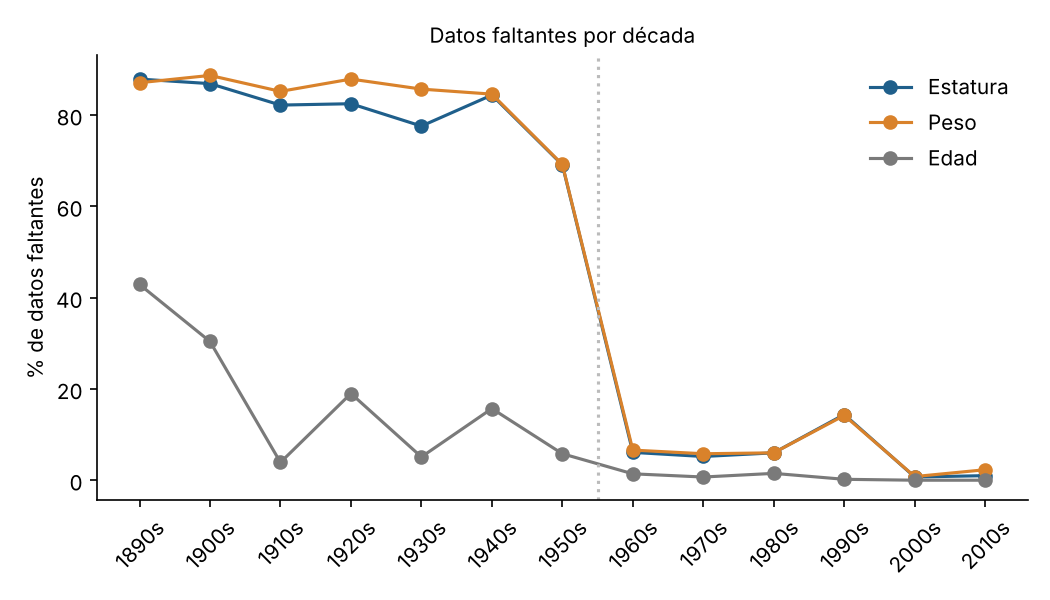 Datos faltantes por década
Estatura
Peso
Edad
% de datos faltantes
80
60
40
20
0
1890s
1900s
1910s
1920s
1930s
1940s
1950s
1960s
1970s
1980s
1990s
2000s
2010s